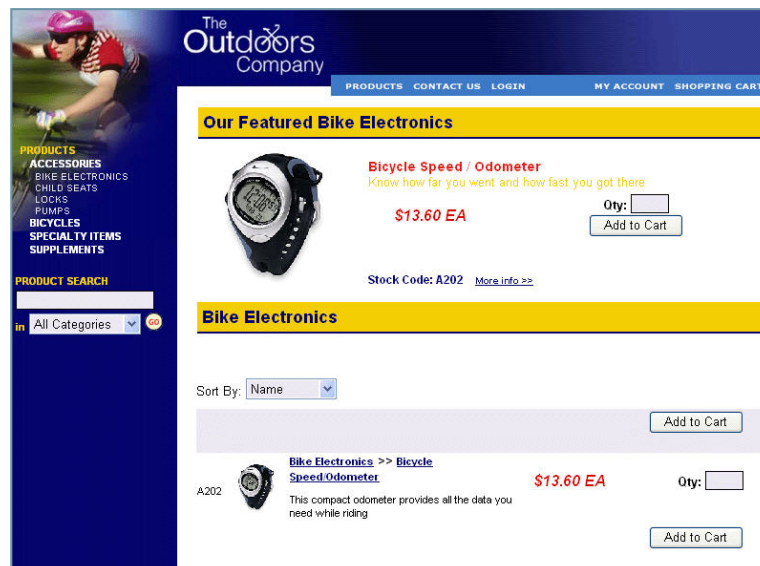 The
Outdoors
Company
PRODUCTS CONTACT US LOGIN MY ACCOUNT SHOPPING CART
PRODUCTS
ACCESSORIES
BIKE ELECTRONICS
CHILD SEATS
LOCKS
PUMPS
BICYCLES
SPECIALTY ITEMS
SUPPLEMENTS
PRODUCT SEARCH
in All Categories GO
Our Featured Bike Electronics
Bicycle Speed / Odometer
Know how far you went and how fast you got there
$13.60 EA
Qty:
Add to Cart
Stock Code: A202 More info >>
Bike Electronics
Sort By: Name
Add to Cart
A202
Bike Electronics >> Bicycle
Speed/Odometer
This compact odometer provides all the data you
need while riding
$13.60 EA
Qty:
Add to Cart